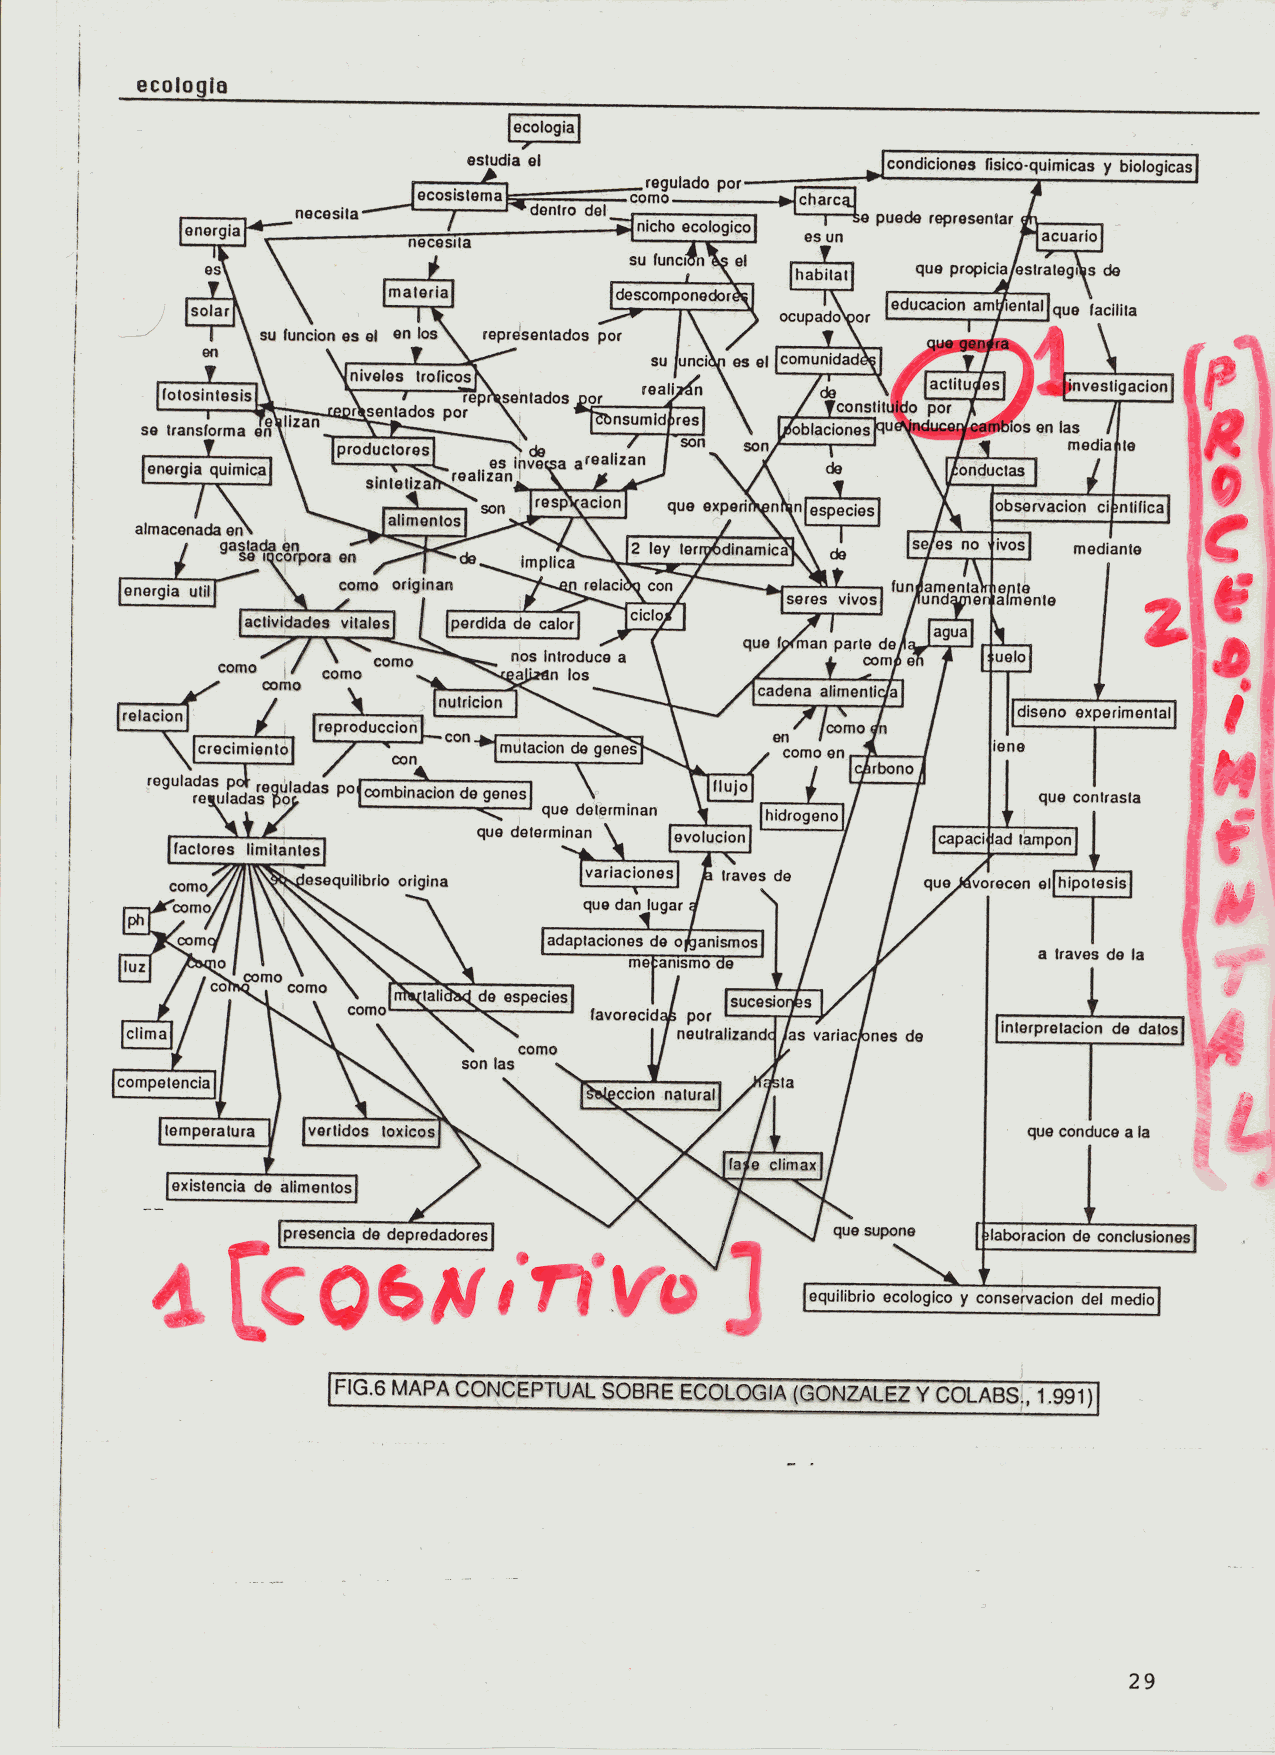 ecologia
ecologia
estudia el
condiciones fisico-quimicas y biologicas
regulado por
ecosistema
como
charca
necesita
dentro del
se puede representar en
energia
nicho ecologico
es un
acuario
necesita
es
su funcion es el
habitat
que propicia estrategias de
materia
descomponedores
educacion ambiental
que facilita
solar
ocupado por
su funcion es el
en los
representados por
que genera
1
en
su funcion es el
comunidades
niveles troficos
actitudes
investigacion
fotosintesis
representados por
realizan
de
representados por
constituido por
realizan
consumidores
se transforma en
poblaciones
que inducen cambios en las
son
son
mediante
productores
de
es inversa a
realizan
energia quimica
realizan
de
conductas
sintetizan
respiracion
son
que experimentan
especies
observacion cientifica
alimentos
almacenada en
gastada en
se incorpora en
de
implica
2 ley termodinamica
de
seres no vivos
mediante
energia util
como
originan
en relacion con
seres vivos
fundamentalmente
fundamentalmente
2
actividades vitales
perdida de calor
ciclos
agua
que forman parte de la
como
como
nos introduce a
como en
suelo
como
como
realizan los
cadena alimenticia
relacion
nutricion
diseno experimental
reproduccion
como en
crecimiento
con
mutacion de genes
en
como en
tiene
con
carbono
reguladas por
reguladas por
reguladas por
combinacion de genes
flujo
que contrasta
que determinan
hidrogeno
que determinan
evolucion
factores limitantes
capacidad tampon
como
desequilibrio origina
variaciones
a traves de
que favorecen el
hipotesis
como
que dan lugar a
ph
como
adaptaciones de organismos
a traves de la
luz
como
mecanismo de
como
como
como
mortalidad de especies
sucesiones
como
favorecidas por
clima
neutralizando las variaciones de
interpretacion de datos
como
son las
competencia
seleccion natural
hasta
temperatura
vertidos toxicos
que conduce a la
fase climax
existencia de alimentos
presencia de depredadores
que supone
elaboracion de conclusiones
equilibrio ecologico y conservacion del medio
1 [COGNiTiVO]
[PROCEDiMENTAL]
FIG.6 MAPA CONCEPTUAL SOBRE ECOLOGIA (GONZALEZ Y COLABS., 1.991)
29